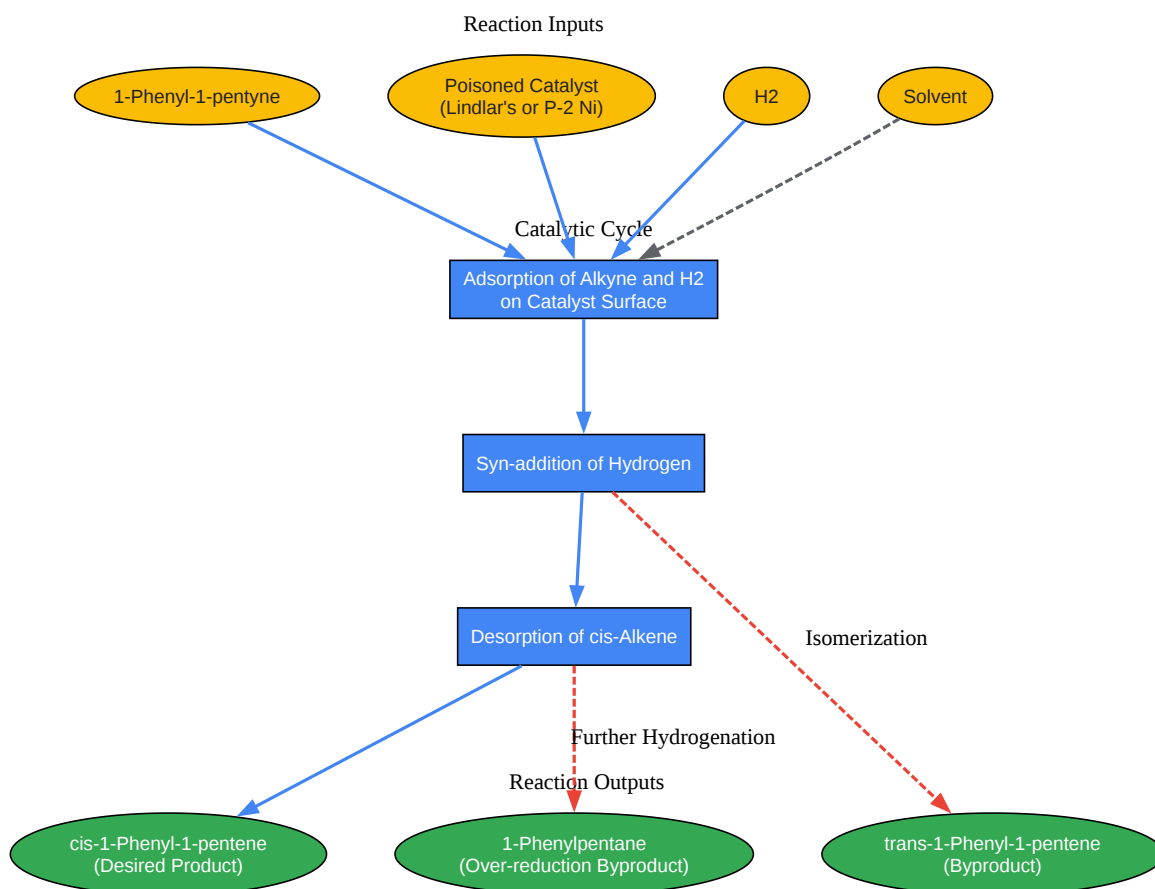 Reaction Inputs
1-Phenyl-1-pentyne
Poisoned Catalyst
(Lindlar's or P-2 Ni)
H2
Solvent
Catalytic Cycle
Adsorption of Alkyne and H2
on Catalyst Surface
Syn-addition of Hydrogen
Desorption of cis-Alkene
Isomerization
Further Hydrogenation
Reaction Outputs
cis-1-Phenyl-1-pentene
(Desired Product)
1-Phenylpentane
(Over-reduction Byproduct)
trans-1-Phenyl-1-pentene
(Byproduct)